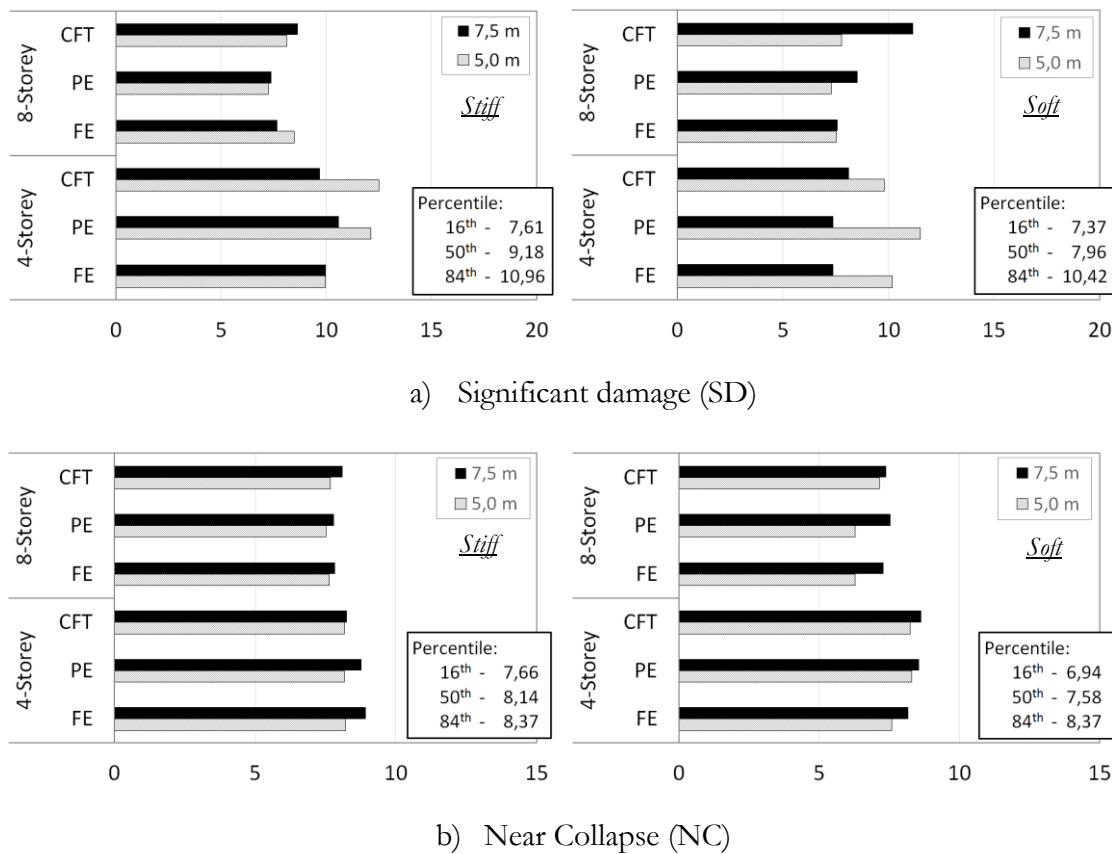 8-Storey
4-Storey
CFT
PE
FE
CFT
PE
FE
7,5 m
5,0 m
Stiff
Percentile:
16th - 7,61
50th - 9,18
84th - 10,96
0 5 10 15 20
8-Storey
4-Storey
CFT
PE
FE
CFT
PE
FE
7,5 m
5,0 m
Soft
Percentile:
16th - 7,37
50th - 7,96
84th - 10,42
0 5 10 15 20
a) Significant damage (SD)
8-Storey
4-Storey
CFT
PE
FE
CFT
PE
FE
7,5 m
5,0 m
Stiff
Percentile:
16th - 7,66
50th - 8,14
84th - 8,37
0 5 10 15
8-Storey
4-Storey
CFT
PE
FE
CFT
PE
FE
7,5 m
5,0 m
Soft
Percentile:
16th - 6,94
50th - 7,58
84th - 8,37
0 5 10 15
b) Near Collapse (NC)